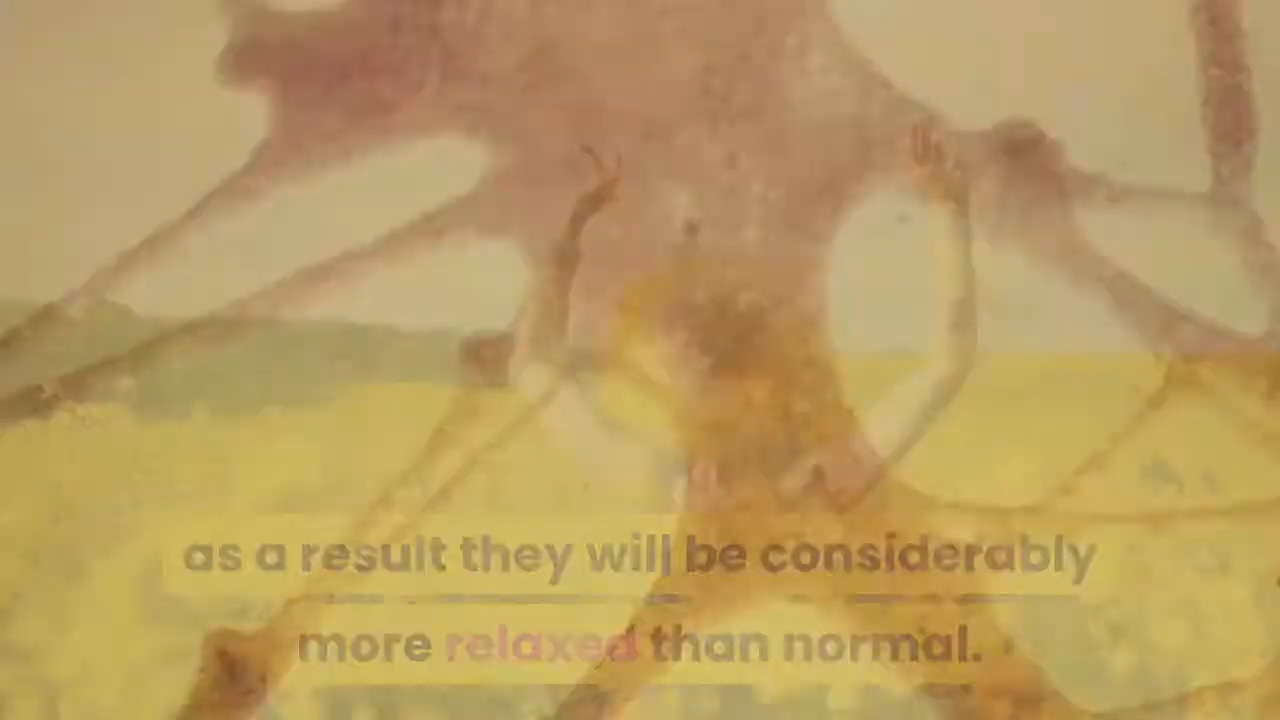 as a result they will be considerably
more relaxed than normal.